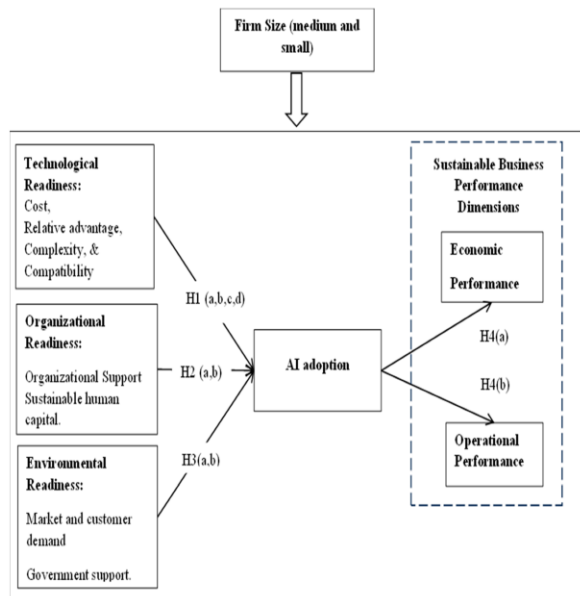 Firm Size (medium and
small)
Technological
Readiness:
Cost,
Relative advantage,
Complexity, &
Compatibility
Organizational
Readiness:
Organizational Support
Sustainable human
capital.
Environmental
Readiness:
Market and customer
demand
Government support.
H1 (a,b,c,d)
H2 (a,b)
H3(a,b)
AI adoption
Sustainable Business
Performance
Dimensions
Economic
Performance
H4(a)
H4(b)
Operational
Performance